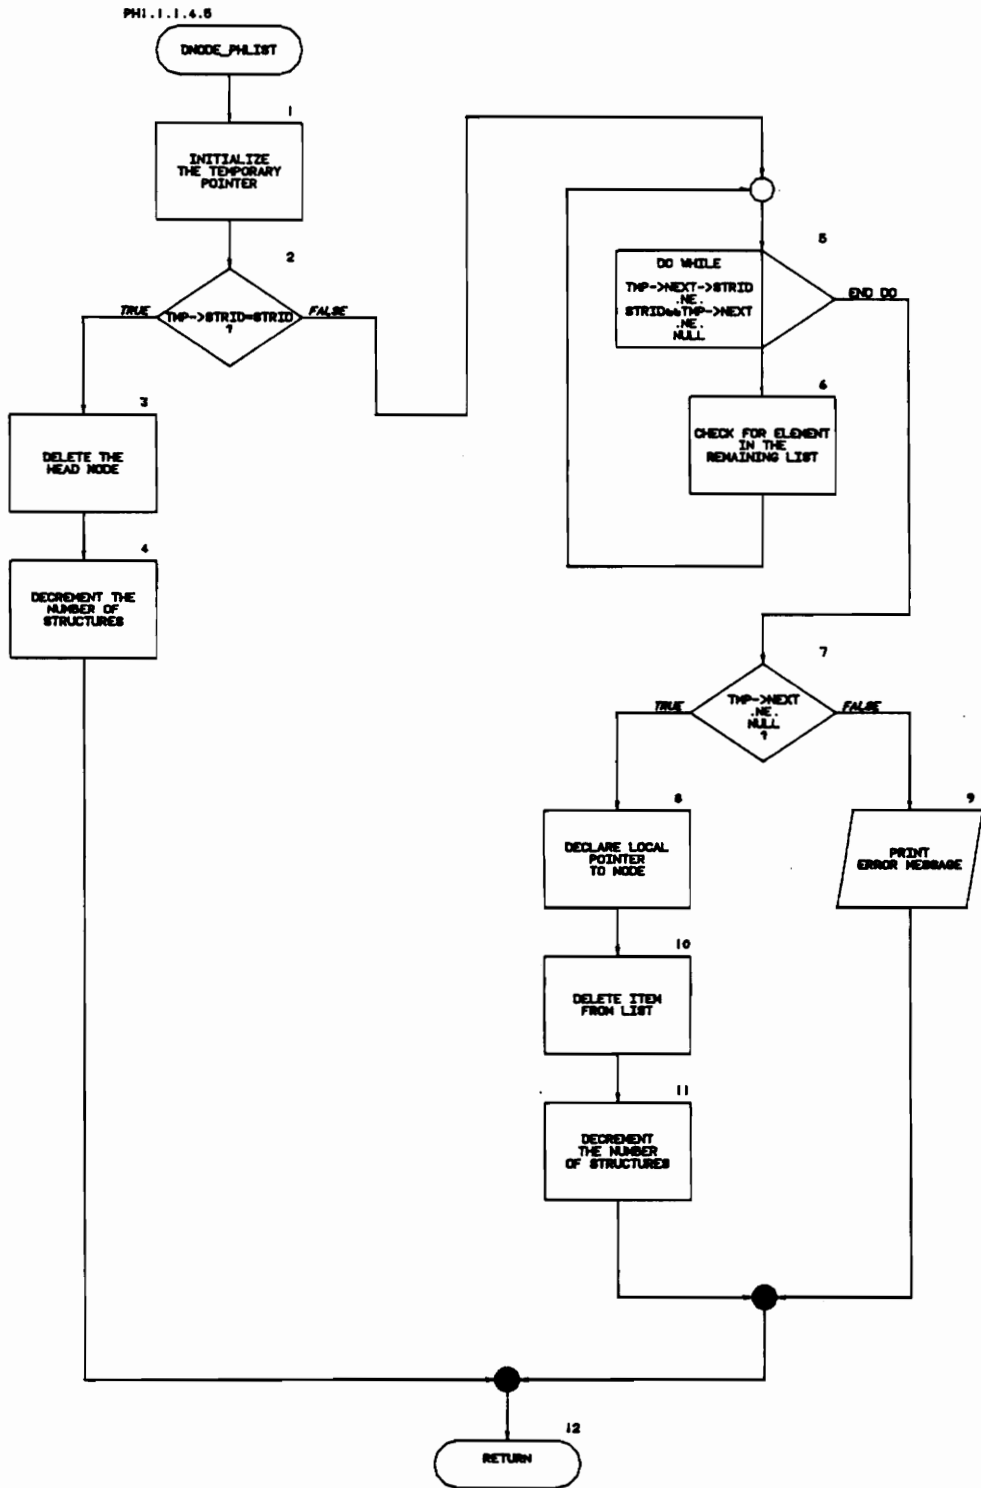 PH1.1.1.4.5
DNODE_PHLIST
1
INITIALIZE
THE TEMPORARY
POINTER
2
TRUE
TMP->STRID=STRID
?
FALSE
3
DELETE THE
HEAD NODE
4
DECREMENT THE
NUMBER OF
STRUCTURES
5
DO WHILE
TMP->NEXT->STRID
.NE.
STRID&&TMP->NEXT
.NE.
NULL
END DO
6
CHECK FOR ELEMENT
IN THE
REMAINING LIST
7
TRUE
TMP->NEXT
.NE.
NULL
?
FALSE
8
DECLARE LOCAL
POINTER
TO NODE
9
PRINT
ERROR MESSAGE
10
DELETE ITEM
FROM LIST
11
DECREMENT
THE NUMBER
OF STRUCTURES
12
RETURN